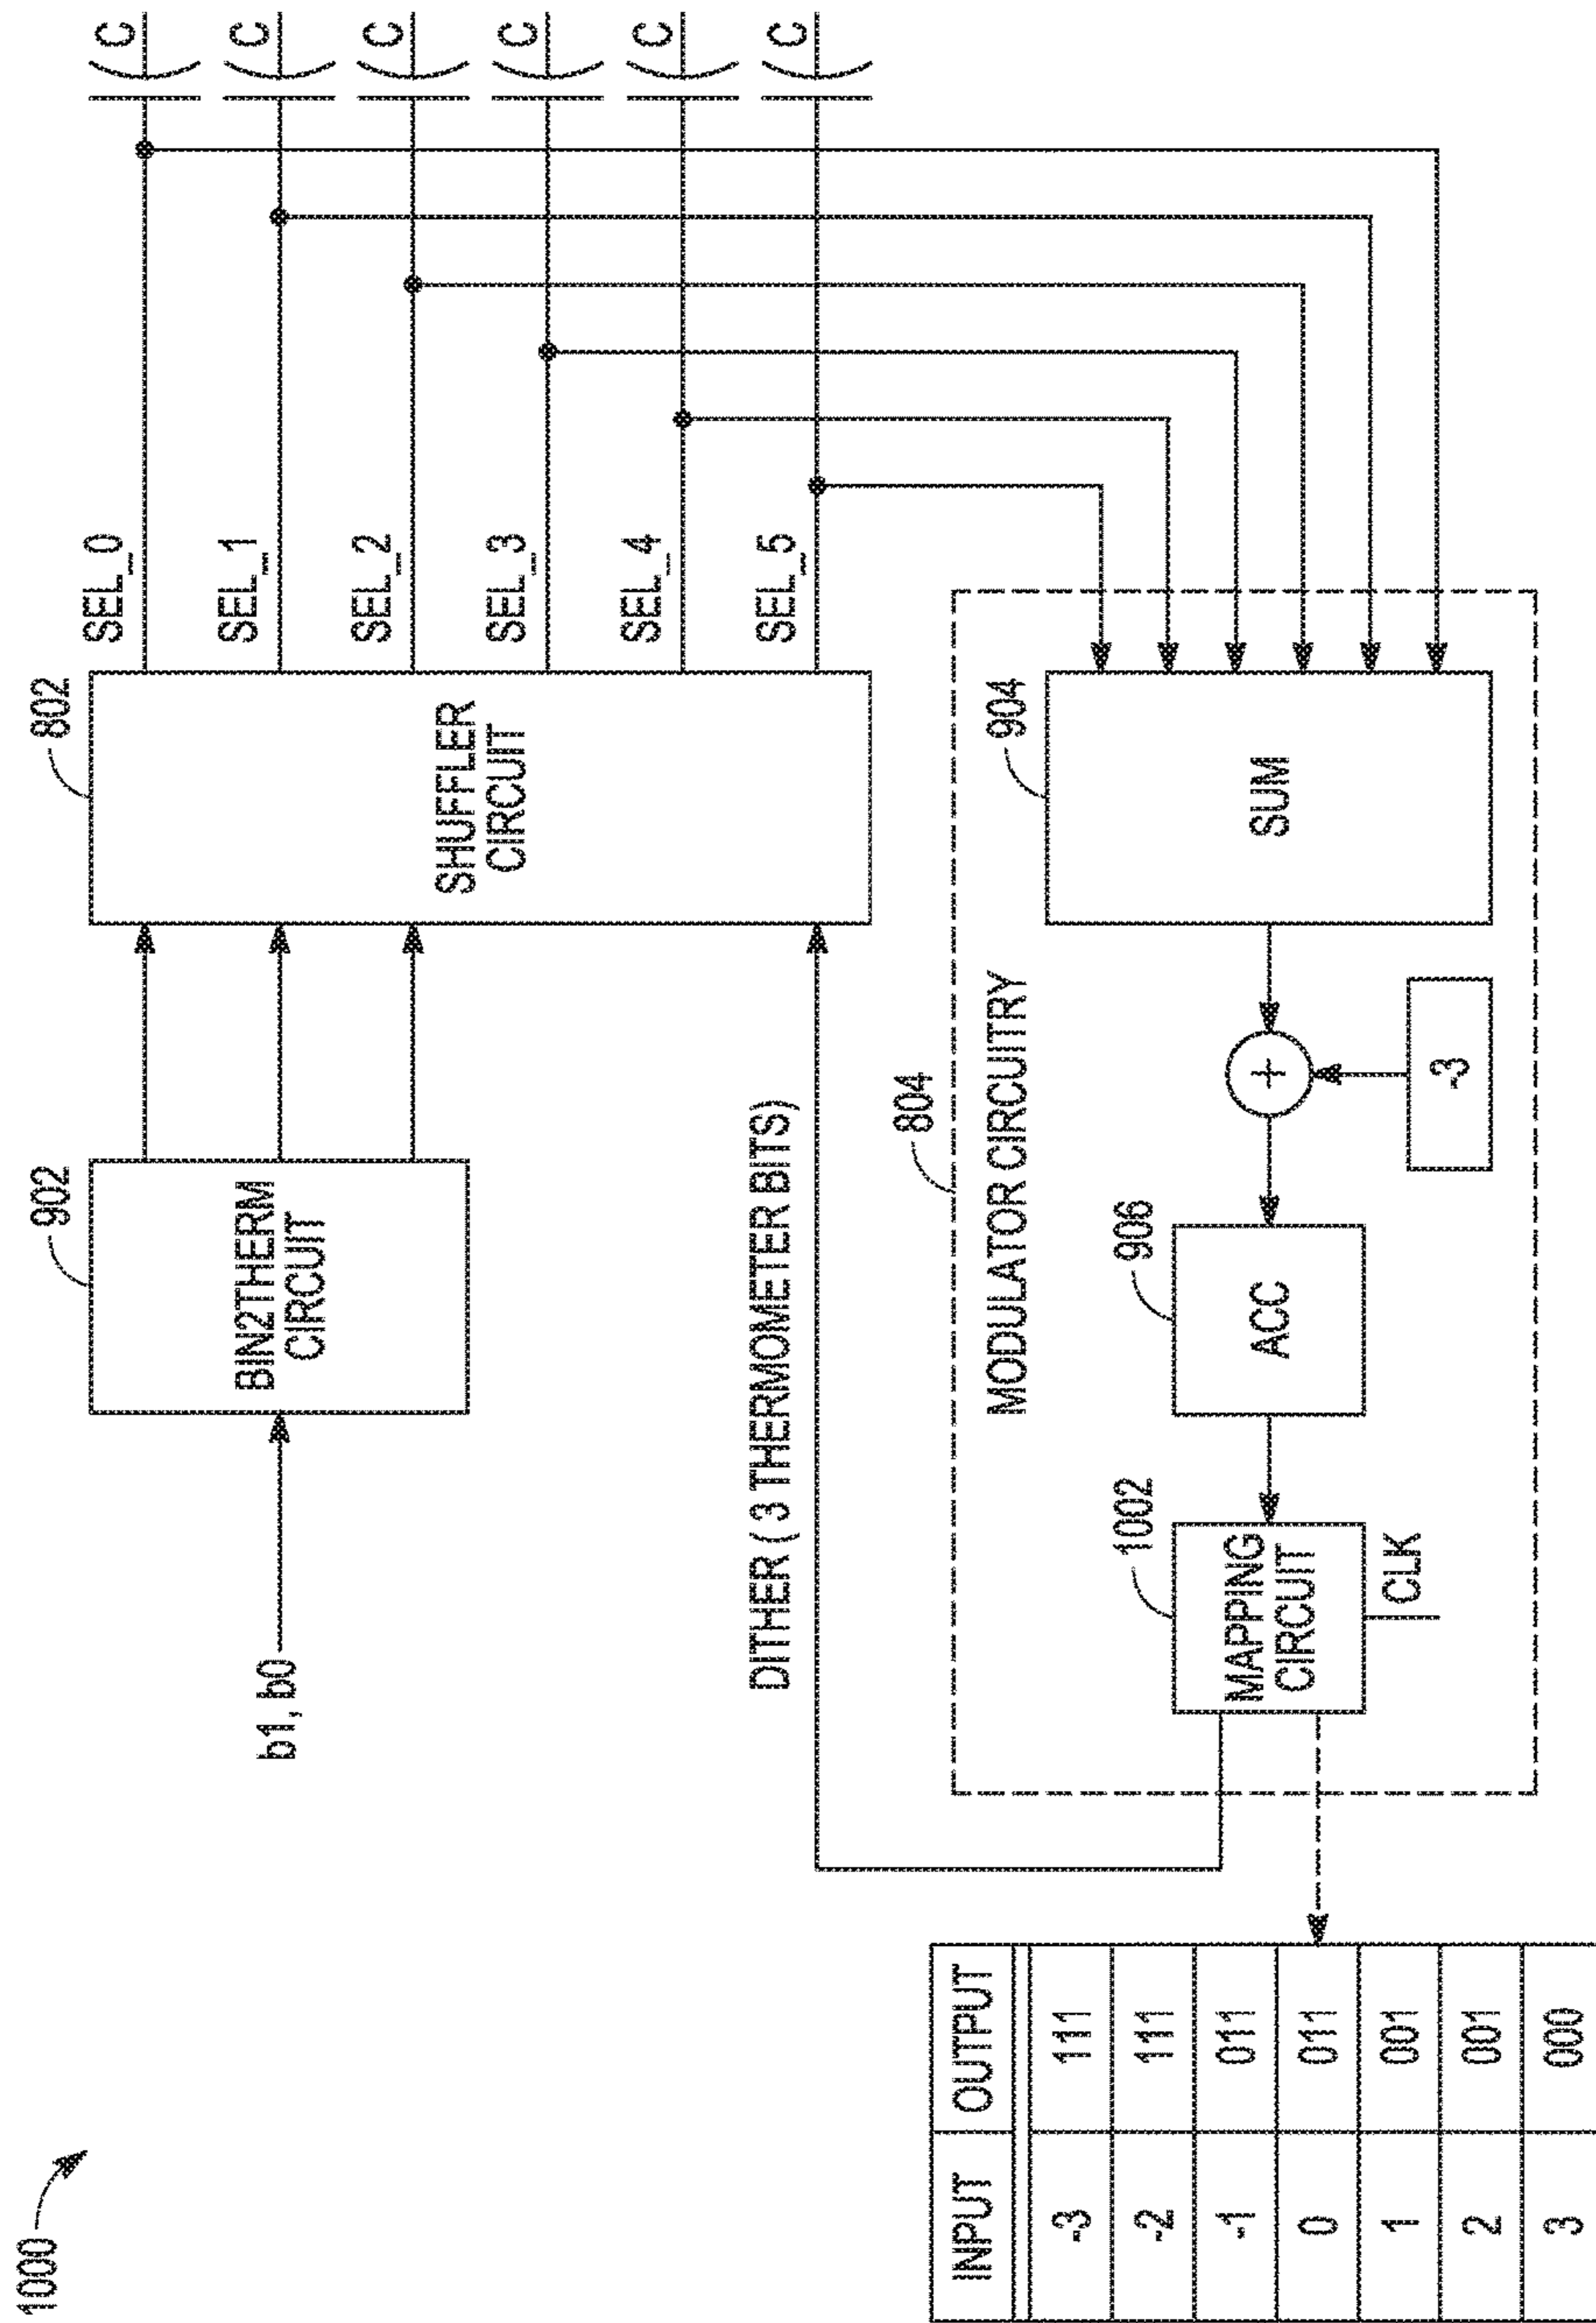 1000
b1, b0
902
BIN2THERM
CIRCUIT
802
SHUFFLER
CIRCUIT
SEL_0
SEL_1
SEL_2
SEL_3
SEL_4
SEL_5
C
C
C
C
C
C
DITHER ( 3 THERMOMETER BITS)
804
MODULATOR CIRCUITRY
1002
MAPPING
CIRCUIT
CLK
906
ACC
+
-3
904
SUM
INPUT OUTPUT
-3 111
-2 111
-1 011
0 011
1 001
2 001
3 000